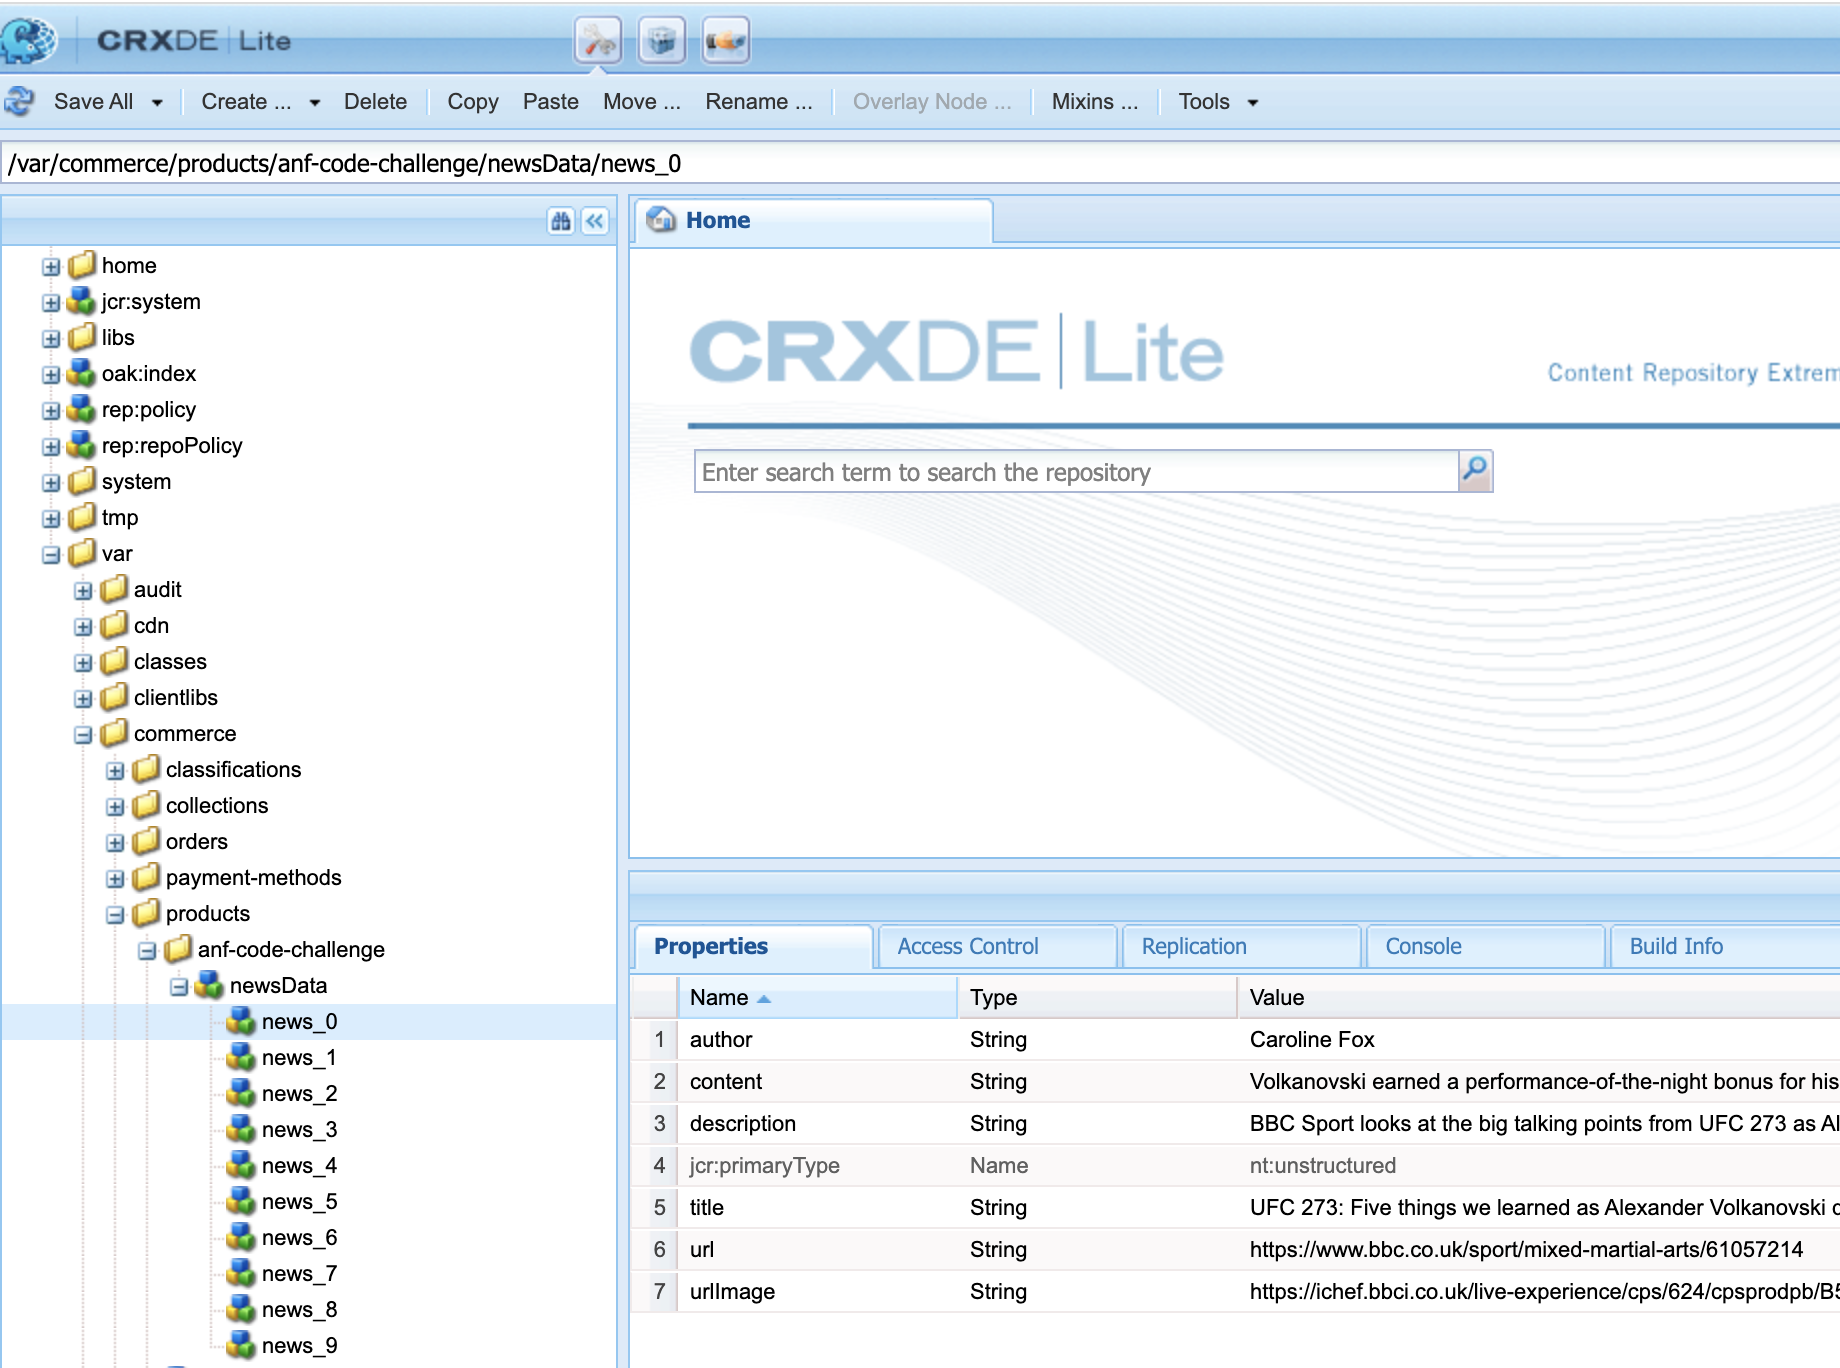 CRXDE | Lite
Save All Create ... Delete Copy Paste Move ... Rename ... Overlay Node ... Mixins ... Tools
/var/commerce/products/anf-code-challenge/newsData/news_0
Home
home
jcr:system
libs
oak:index
rep:policy
rep:repoPolicy
system
tmp
var
audit
cdn
classes
clientlibs
commerce
classifications
collections
orders
payment-methods
products
anf-code-challenge
newsData
news_0
news_1
news_2
news_3
news_4
news_5
news_6
news_7
news_8
news_9
CRXDE | Lite
Content Repository Extrem
Enter search term to search the repository
Properties Access Control Replication Console Build Info
Name Type Value
1 author String Caroline Fox
2 content String Volkanovski earned a performance-of-the-night bonus for his
3 description String BBC Sport looks at the big talking points from UFC 273 as Al
4 jcr:primaryType Name nt:unstructured
5 title String UFC 273: Five things we learned as Alexander Volkanovski
6 url String https://www.bbc.co.uk/sport/mixed-martial-arts/61057214
7 urlImage String https://ichef.bbci.co.uk/live-experience/cps/624/cpsprodpb/B5